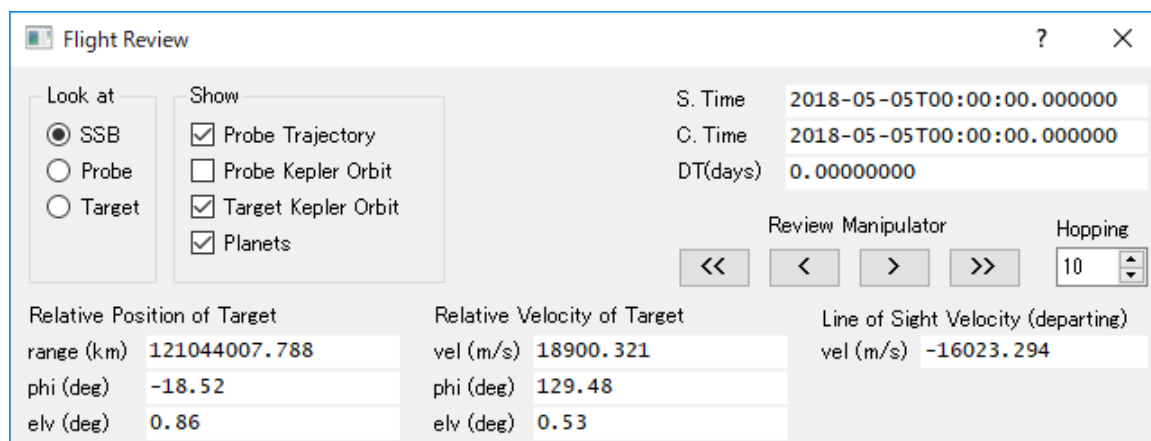 Flight Review
? ×
Look at
SSB
Probe
Target
Show
Probe Trajectory
Probe Kepler Orbit
Target Kepler Orbit
Planets
S. Time 2018-05-05T00:00:00.000000
C. Time 2018-05-05T00:00:00.000000
DT(days) 0.00000000
Review Manipulator
<< < > >>
Hopping
10
Relative Position of Target
range (km) 121044007.788
phi (deg) -18.52
elv (deg) 0.86
Relative Velocity of Target
vel (m/s) 18900.321
phi (deg) 129.48
elv (deg) 0.53
Line of Sight Velocity (departing)
vel (m/s) -16023.294